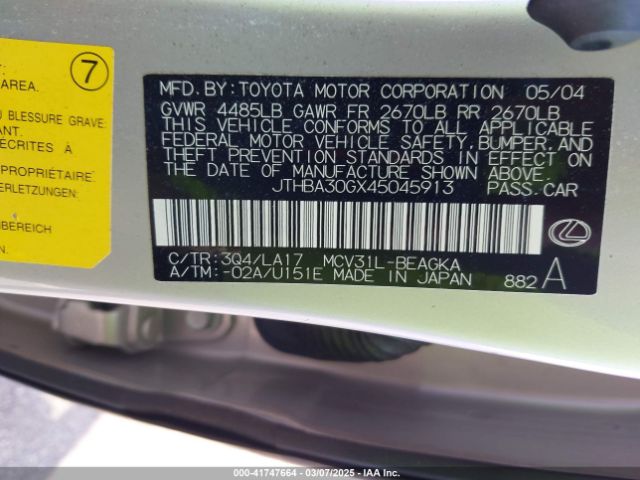 7
AREA.
BLESSURE GRAVE
ANT.
ECRITES À
PROPRIÉTAIRE
ERLETZUNG
BEREICH
MFD. BY: TOYOTA MOTOR CORPORATION 05/04
GVWR 4485LB GAWR FR 2670LB RR 2670LB
THIS VEHICLE CONFORMS TO ALL APPLICABLE
FEDERAL MOTOR VEHICLE SAFETY, BUMPER, AND
THEFT PREVENTION STANDARDS IN EFFECT ON
THE DATE OF MANUFACTURE SHOWN ABOVE.
JTHBA30GX45045913 PASS. CAR
C/TR: 3Q4/LA17 MCV31L-BEAGKA
A/TM: -02A/U151E MADE IN JAPAN 882 A
000-41747664 — 03/07/2025 — IAA Inc.